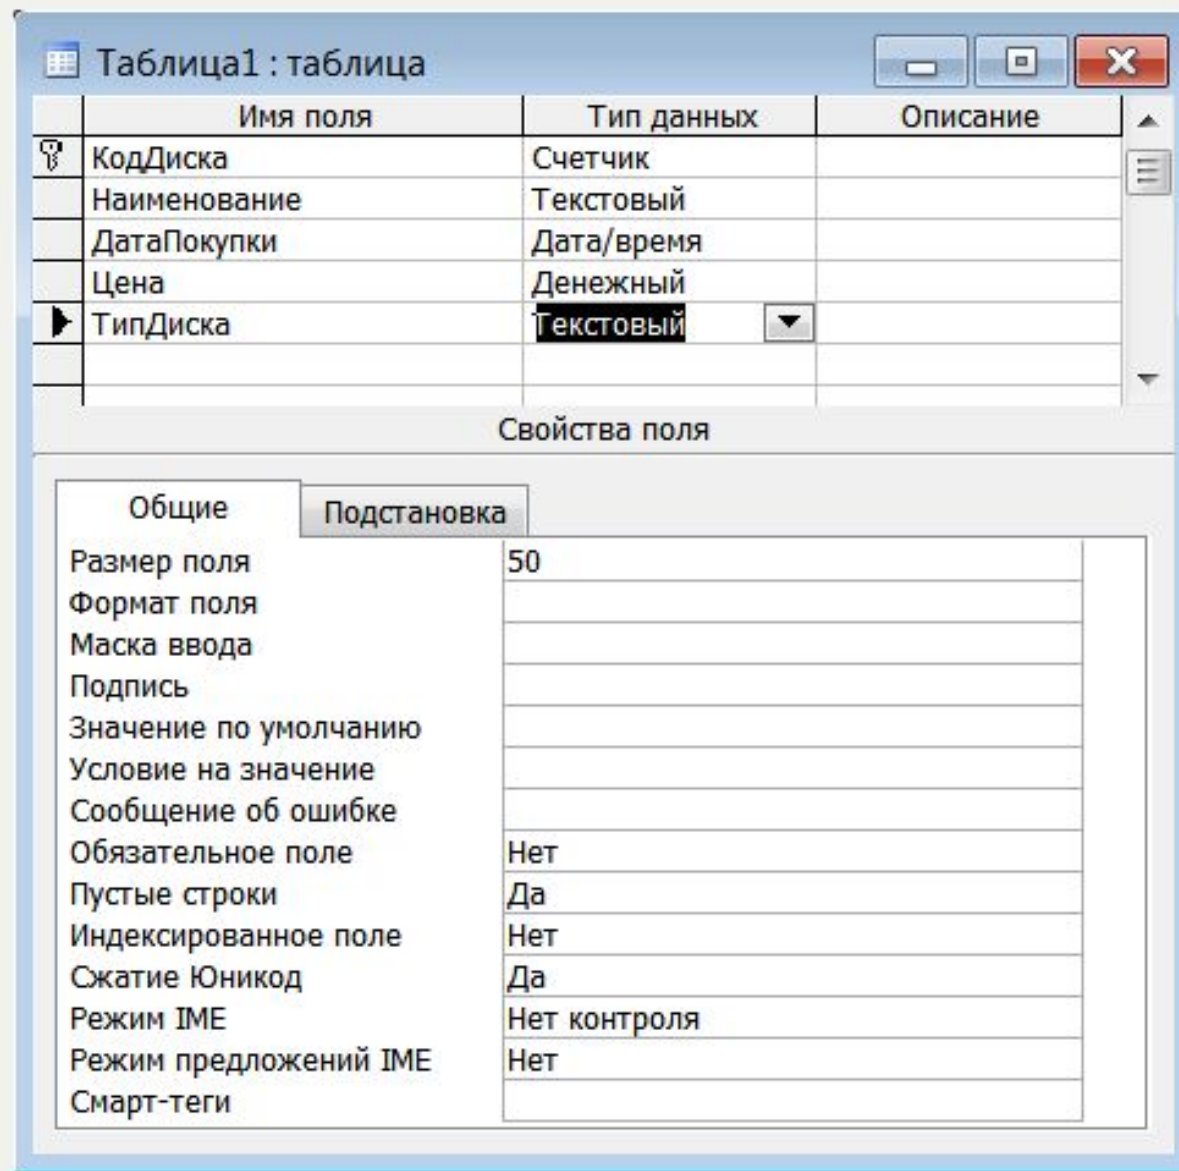 Таблица1 : таблица
Имя поля Тип данных Описание
КодДиска Счетчик
Наименование Текстовый
ДатаПокупки Дата/время
Цена Денежный
ТипДиска Текстовый
Свойства поля
Общие Подстановка
Размер поля 50
Формат поля
Маска ввода
Подпись
Значение по умолчанию
Условие на значение
Сообщение об ошибке
Обязательное поле Нет
Пустые строки Да
Индексированное поле Нет
Сжатие Юникод Да
Режим IME Нет контроля
Режим предложений IME Нет
Смарт-теги